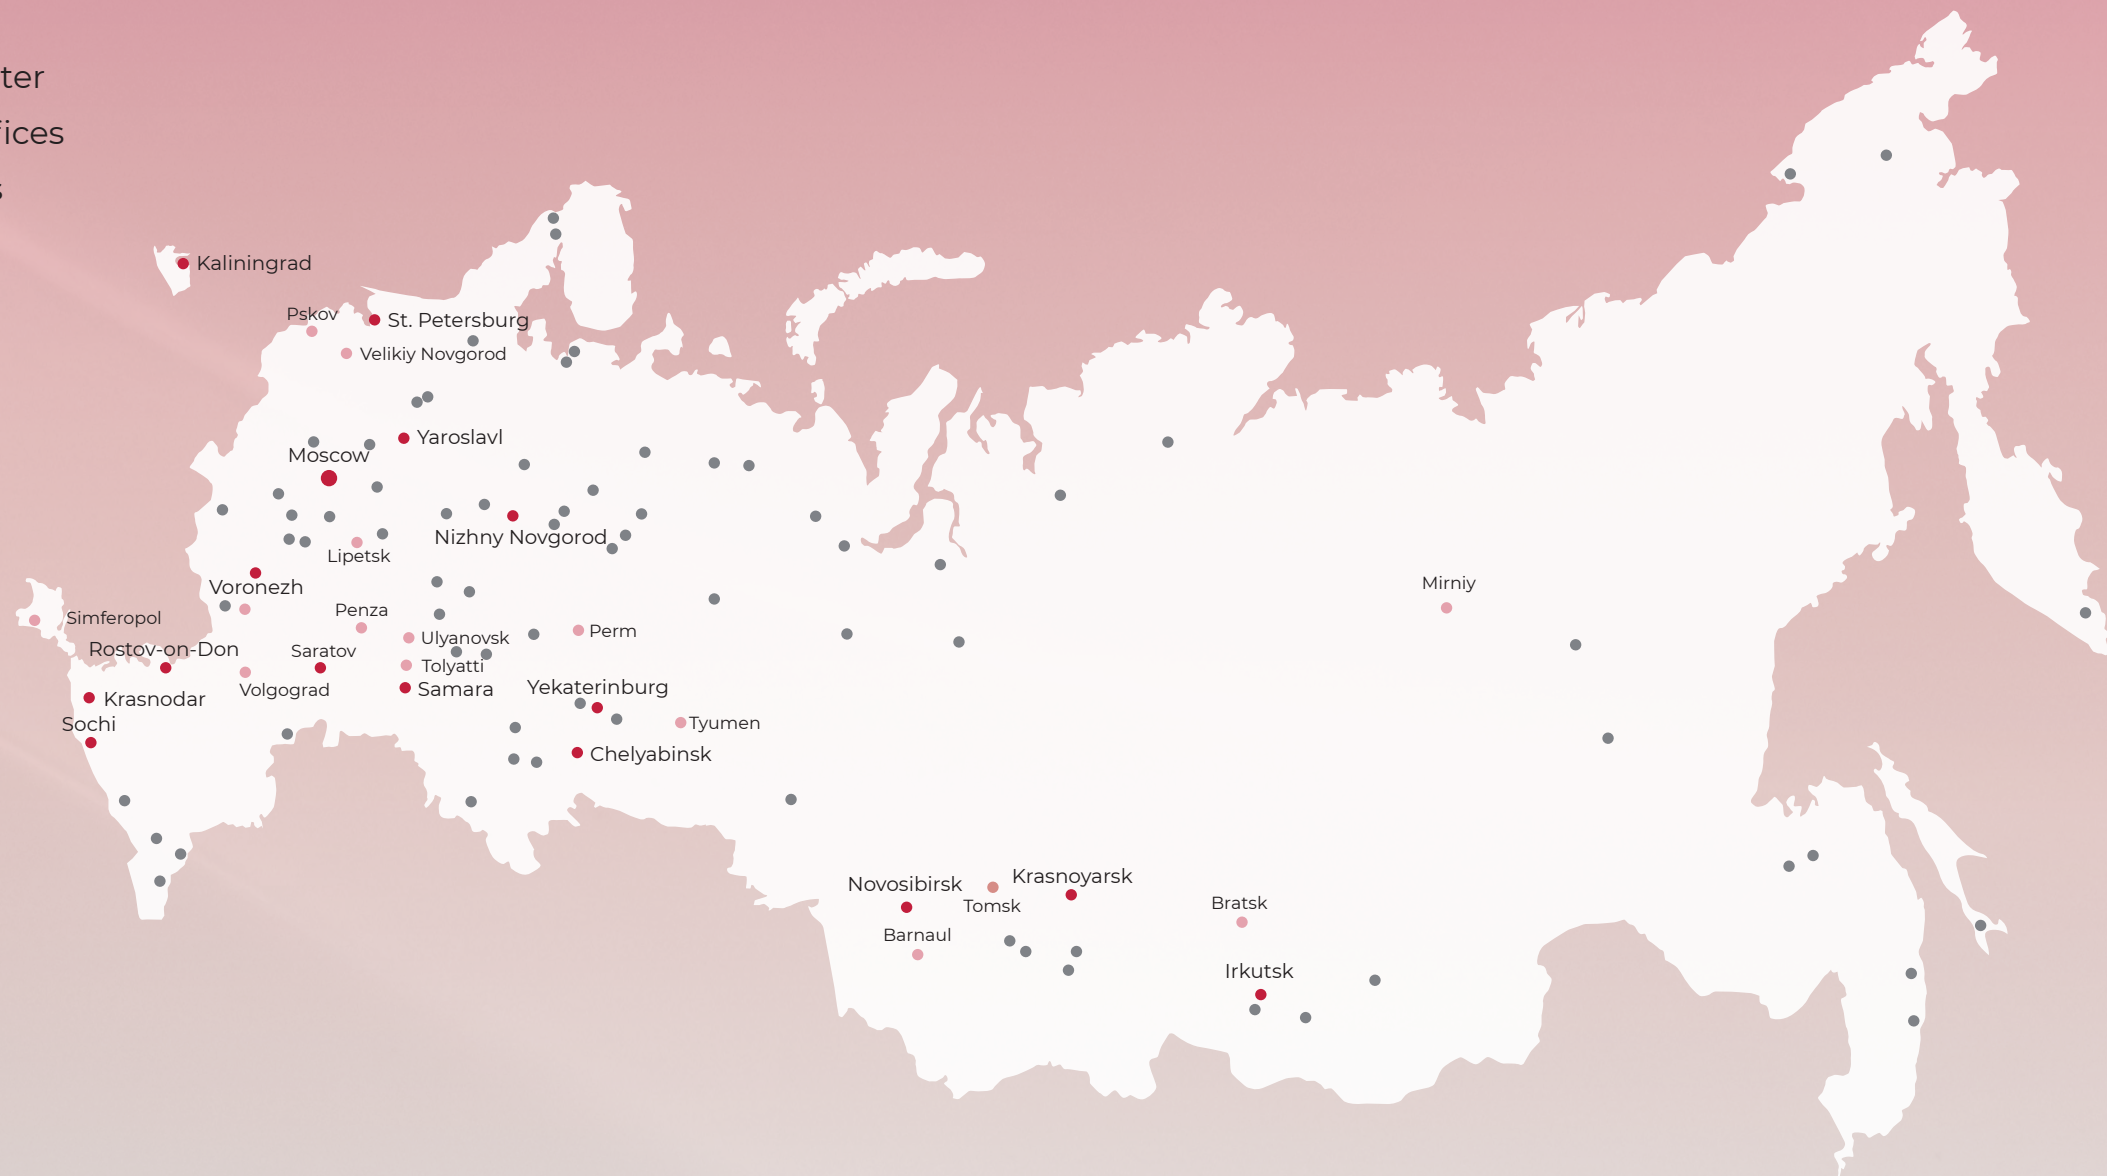 ter
fices
s
Kaliningrad
Pskov
St. Petersburg
Velikiy Novgorod
Yaroslavl
Moscow
Nizhny Novgorod
Lipetsk
Voronezh
Mirniy
Penza
Simferopol
Ulyanovsk
Perm
Rostov-on-Don
Saratov
Tolyatti
Volgograd
Samara
Yekaterinburg
Krasnodar
Sochi
Tyumen
Chelyabinsk
Novosibirsk
Krasnoyarsk
Tomsk
Bratsk
Barnaul
Irkutsk